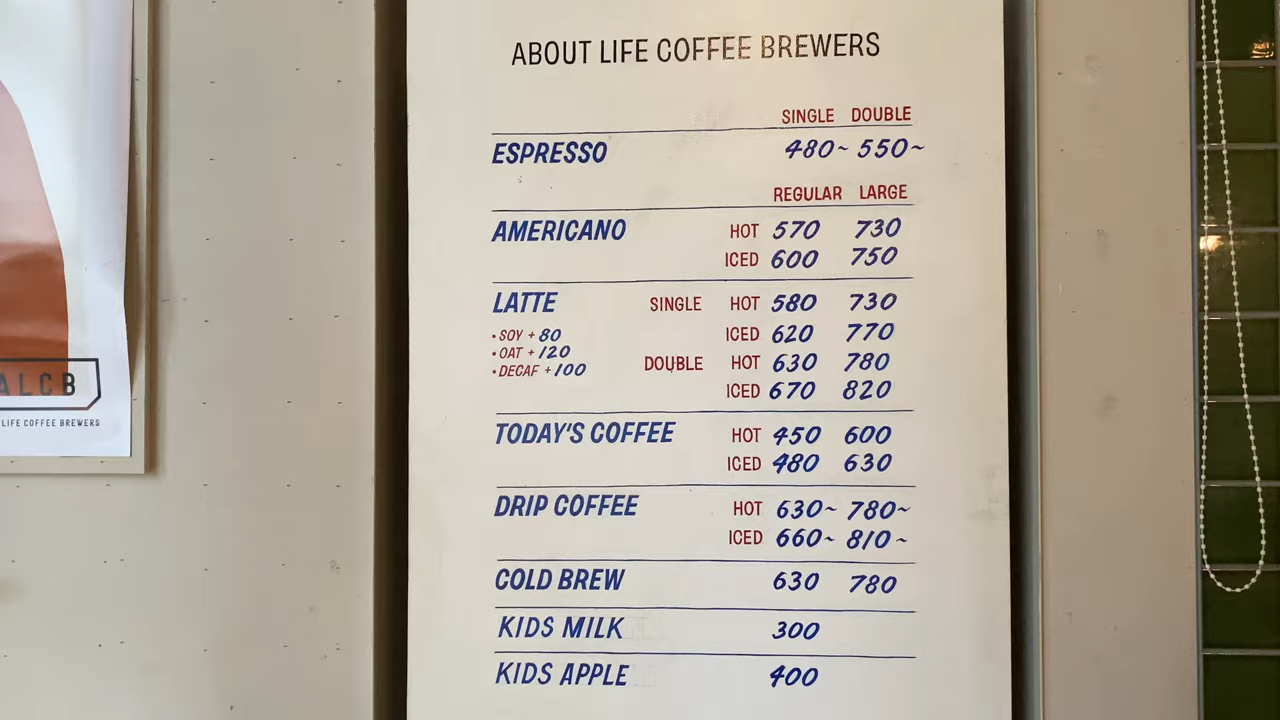 ABOUT LIFE COFFEE BREWERS
SINGLE DOUBLE
ESPRESSO 480~ 550~
REGULAR LARGE
AMERICANO HOT 570 730
ICED 600 750
LATTE SINGLE HOT 580 730
• SOY + 80 ICED 620 770
• OAT + 120
• DECAF + 100 DOUBLE HOT 630 780
ICED 670 820
TODAY'S COFFEE HOT 450 600
ICED 480 630
DRIP COFFEE HOT 630~ 780~
ICED 660~ 810~
COLD BREW 630 780
KIDS MILK 300
KIDS APPLE 400
ALCB
LIFE COFFEE BREWERS